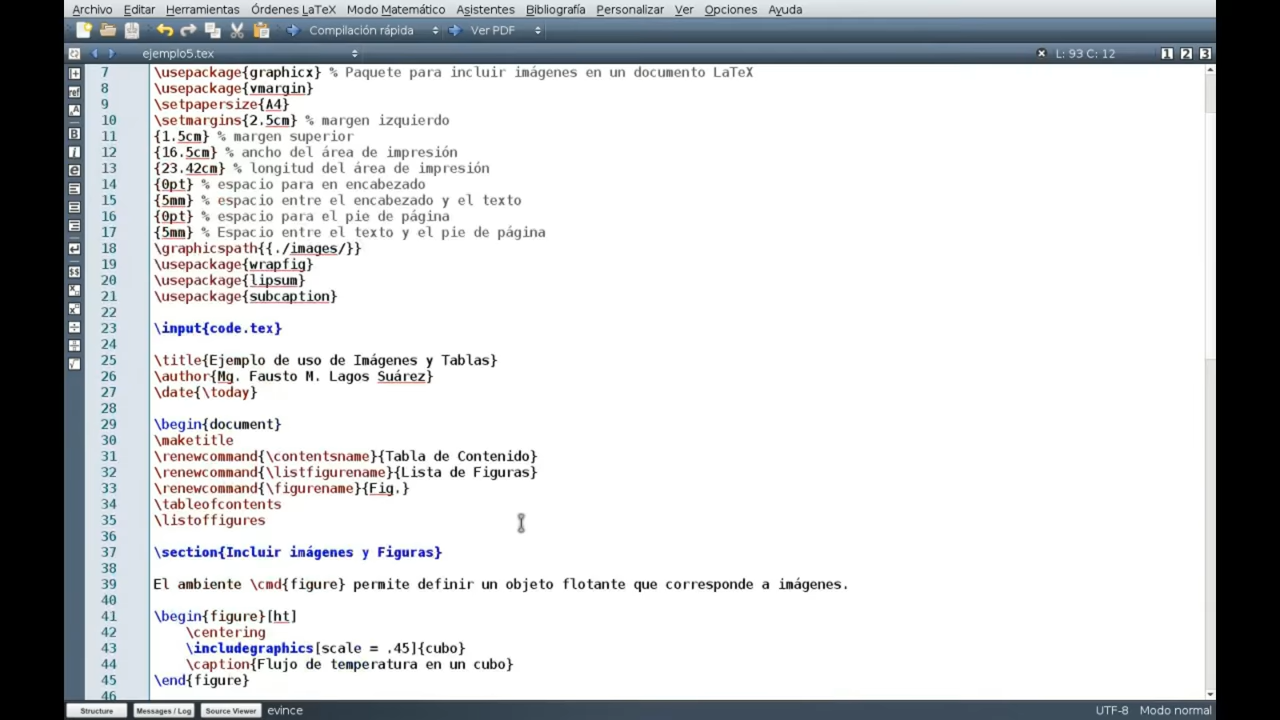 Archivo Editar Herramientas Órdenes LaTeX Modo Matemático Asistentes Bibliografía Personalizar Ver Opciones Ayuda
Compilación rápida Ver PDF
ejemplo5.tex L: 93 C: 12 1 2 3
7 \usepackage{graphicx} % Paquete para incluir imágenes en un documento LaTeX
8 \usepackage{vmargin}
9 \setpapersize{A4}
10 \setmargins{2.5cm} % margen izquierdo
11 {1.5cm} % margen superior
12 {16.5cm} % ancho del área de impresión
13 {23.42cm} % longitud del área de impresión
14 {0pt} % espacio para en encabezado
15 {5mm} % espacio entre el encabezado y el texto
16 {0pt} % espacio para el pie de página
17 {5mm} % Espacio entre el texto y el pie de página
18 \graphicspath{{./images/}}
19 \usepackage{wrapfig}
20 \usepackage{lipsum}
21 \usepackage{subcaption}
22
23 \input{code.tex}
24
25 \title{Ejemplo de uso de Imágenes y Tablas}
26 \author{Mg. Fausto M. Lagos Suárez}
27 \date{\today}
28
29 \begin{document}
30 \maketitle
31 \renewcommand{\contentsname}{Tabla de Contenido}
32 \renewcommand{\listfigurename}{Lista de Figuras}
33 \renewcommand{\figurename}{Fig.}
34 \tableofcontents
35 \listoffigures
36
37 \section{Incluir imágenes y Figuras}
38
39 El ambiente \cmd{figure} permite definir un objeto flotante que corresponde a imágenes.
40
41 \begin{figure}[ht]
42 \centering
43 \includegraphics[scale = .45]{cubo}
44 \caption{Flujo de temperatura en un cubo}
45 \end{figure}
46
Structure Messages / Log Source Viewer evince UTF-8 Modo normal